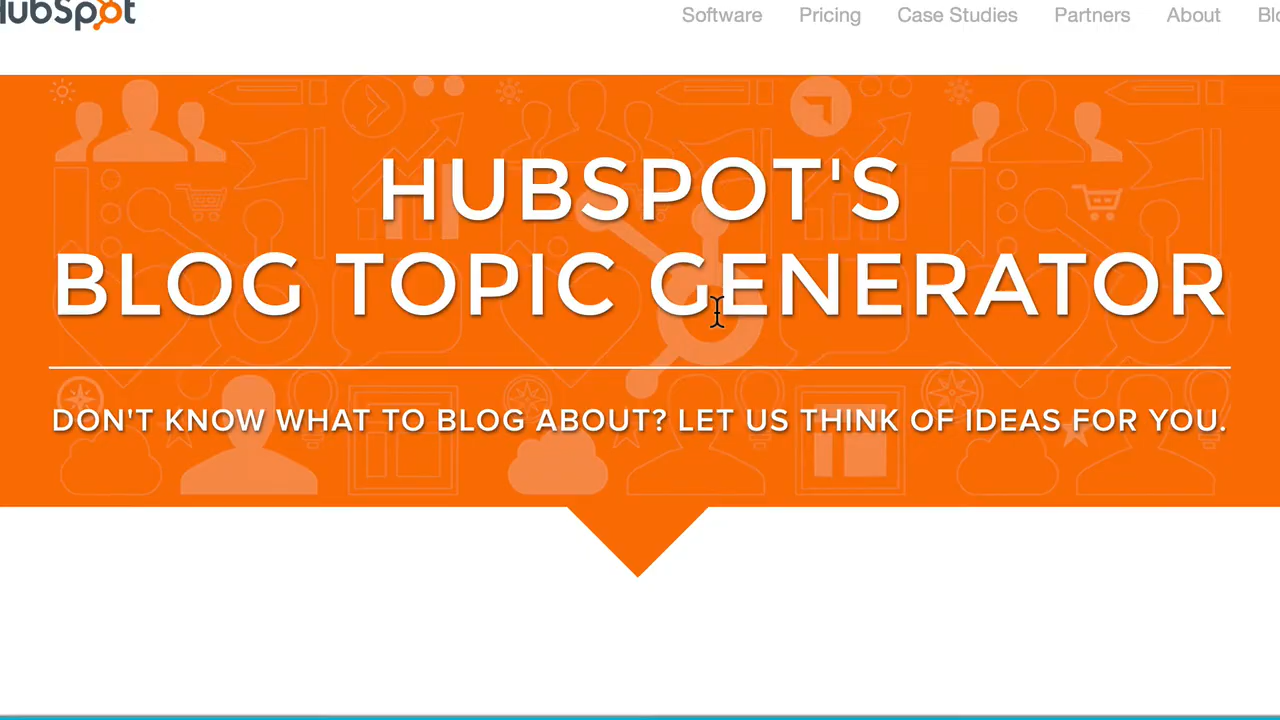 HubSpot
Software Pricing Case Studies Partners About
HUBSPOT'S
BLOG TOPIC GENERATOR
DON'T KNOW WHAT TO BLOG ABOUT? LET US THINK OF IDEAS FOR YOU.